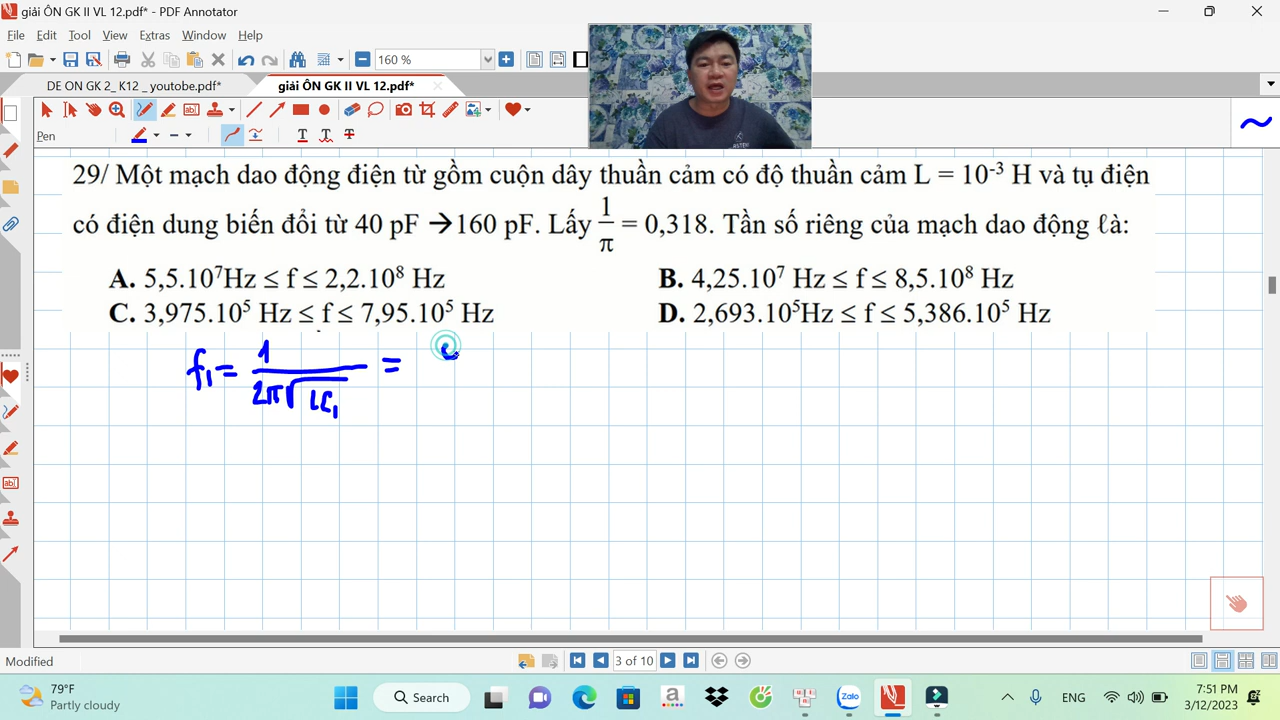 giải ÔN GK II VL 12.pdf* - PDF Annotator
File Edit Tool View Extras Window Help
160 %
DE ON GK 2_ K12 _ youtube.pdf* giải ÔN GK II VL 12.pdf*
Pen
29/ Một mạch dao động điện từ gồm cuộn dây thuần cảm có độ thuần cảm L = 10⁻³ H và tụ điện
có điện dung biến đổi từ 40 pF →160 pF. Lấy 1/π = 0,318. Tần số riêng của mạch dao động ℓà:
A. 5,5.10⁷Hz ≤ f ≤ 2,2.10⁸ Hz B. 4,25.10⁷ Hz ≤ f ≤ 8,5.10⁸ Hz
C. 3,975.10⁵ Hz ≤ f ≤ 7,95.10⁵ Hz D. 2,693.10⁵Hz ≤ f ≤ 5,386.10⁵ Hz
f₁ = 1/(2π√(LC₁)) =
3 of 10
Modified
79°F
Partly cloudy
Search
a
Zalo
ENG
7:51 PM
3/12/2023